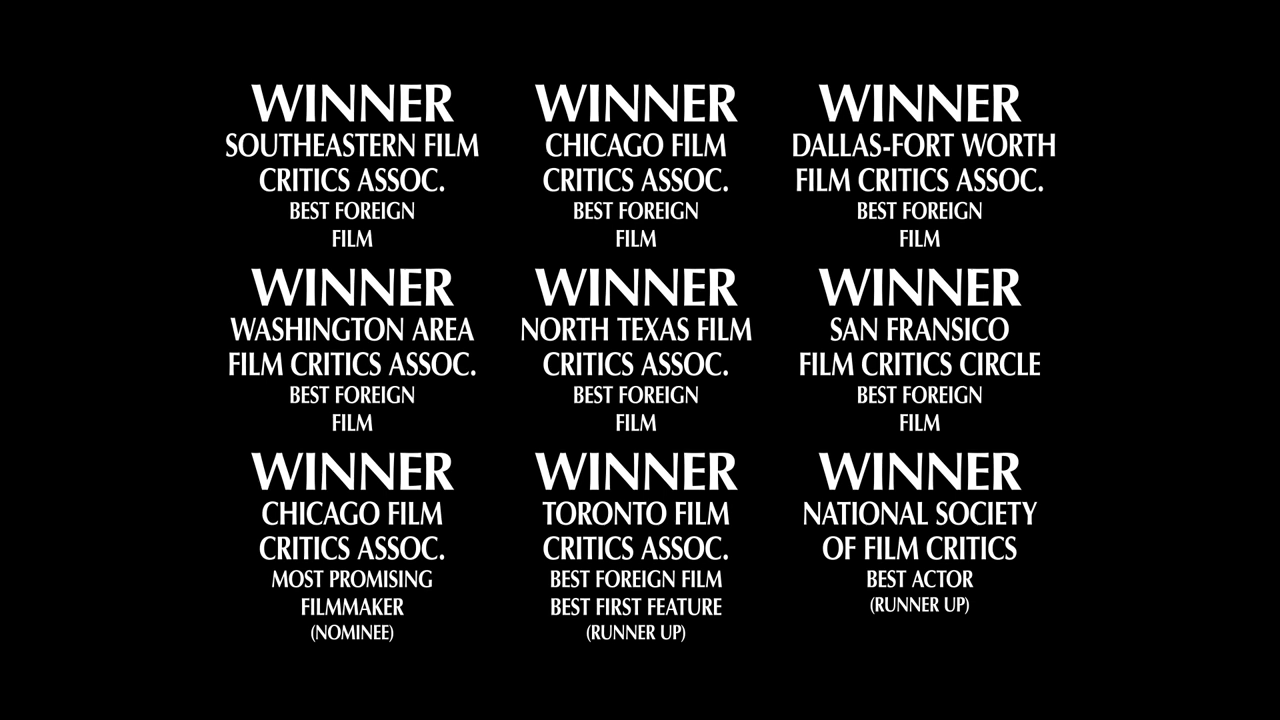 WINNER
SOUTHEASTERN FILM
CRITICS ASSOC.
BEST FOREIGN
FILM
WINNER
CHICAGO FILM
CRITICS ASSOC.
BEST FOREIGN
FILM
WINNER
DALLAS-FORT WORTH
FILM CRITICS ASSOC.
BEST FOREIGN
FILM
WINNER
WASHINGTON AREA
FILM CRITICS ASSOC.
BEST FOREIGN
FILM
WINNER
NORTH TEXAS FILM
CRITICS ASSOC.
BEST FOREIGN
FILM
WINNER
SAN FRANSICO
FILM CRITICS CIRCLE
BEST FOREIGN
FILM
WINNER
CHICAGO FILM
CRITICS ASSOC.
MOST PROMISING
FILMMAKER
(NOMINEE)
WINNER
TORONTO FILM
CRITICS ASSOC.
BEST FOREIGN FILM
BEST FIRST FEATURE
(RUNNER UP)
WINNER
NATIONAL SOCIETY
OF FILM CRITICS
BEST ACTOR
(RUNNER UP)